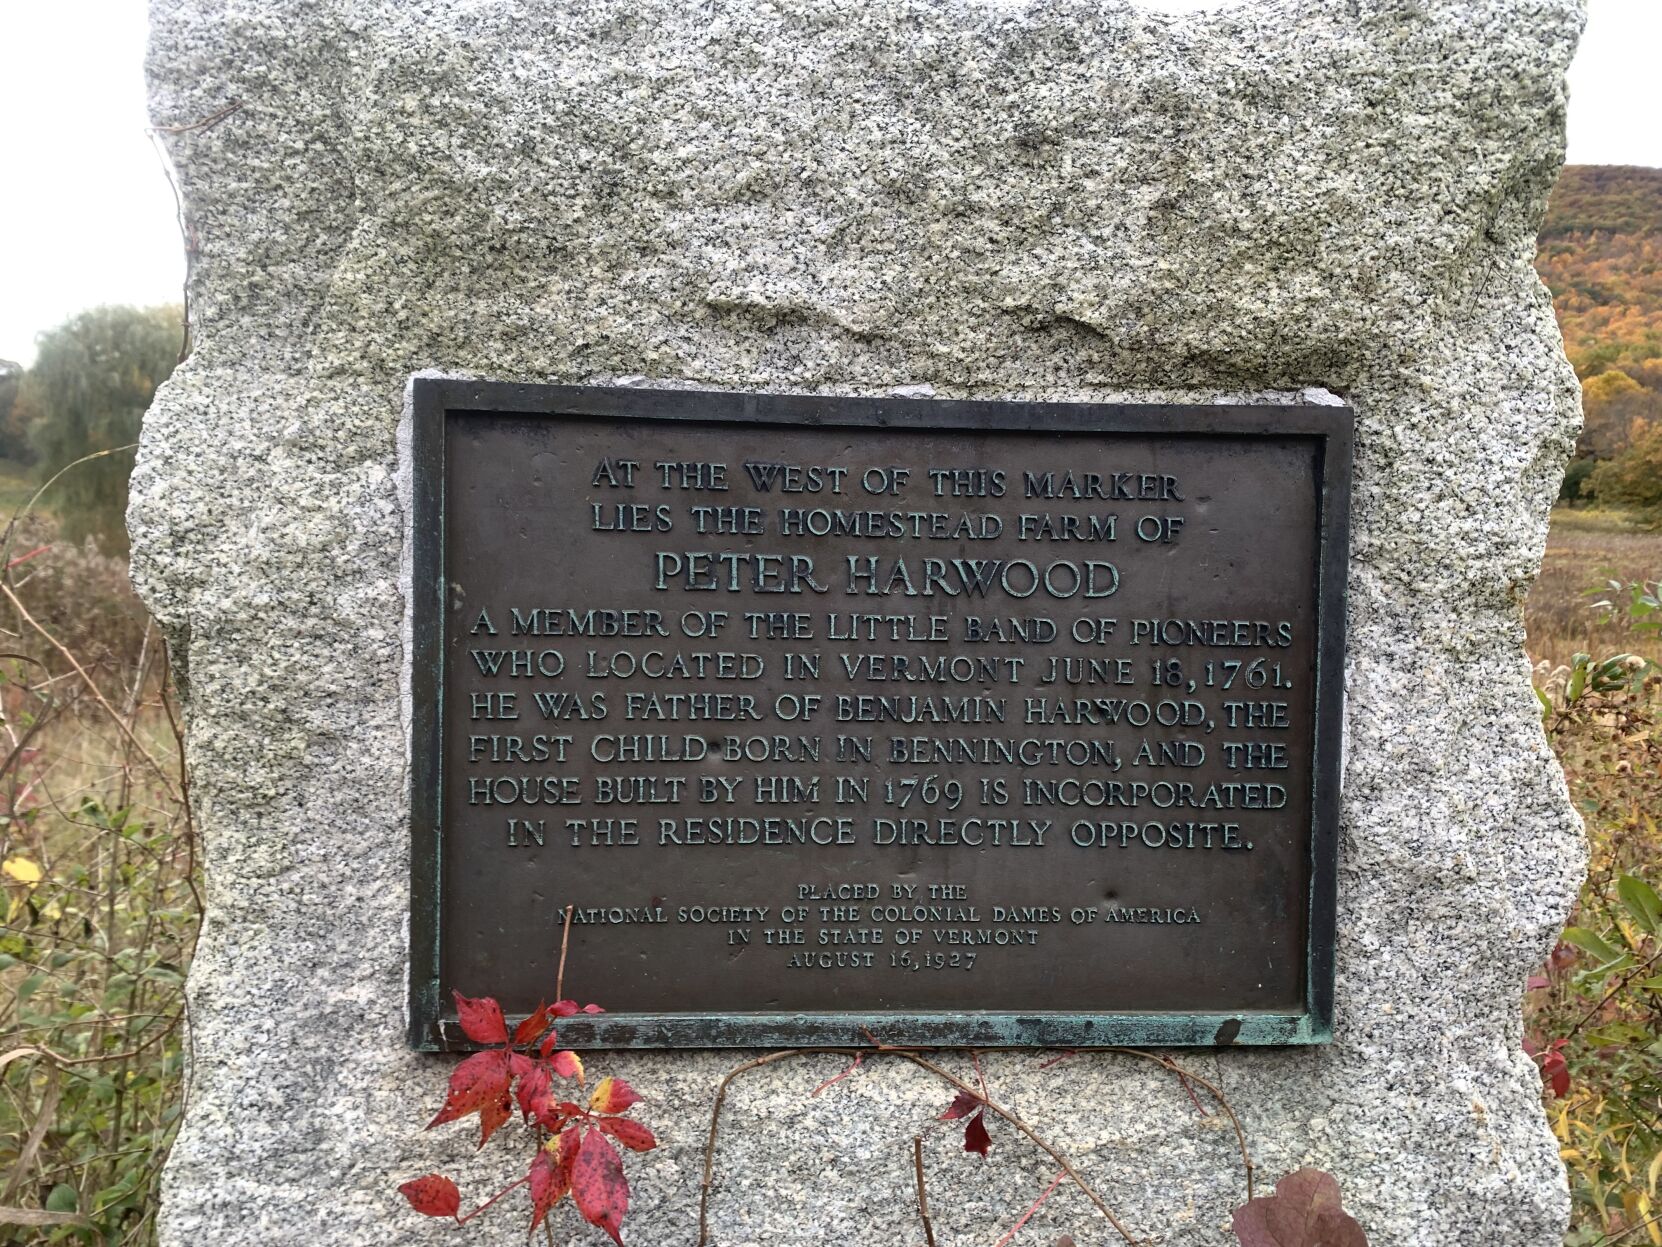 AT THE WEST OF THIS MARKER
LIES THE HOMESTEAD FARM OF
PETER HARWOOD
A MEMBER OF THE LITTLE BAND OF PIONEERS
WHO LOCATED IN VERMONT JUNE 18, 1761.
HE WAS FATHER OF BENJAMIN HARWOOD, THE
FIRST CHILD BORN IN BENNINGTON, AND THE
HOUSE BUILT BY HIM IN 1769 IS INCORPORATED
IN THE RESIDENCE DIRECTLY OPPOSITE.
PLACED BY THE
NATIONAL SOCIETY OF THE COLONIAL DAMES OF AMERICA
IN THE STATE OF VERMONT
AUGUST 16, 1927